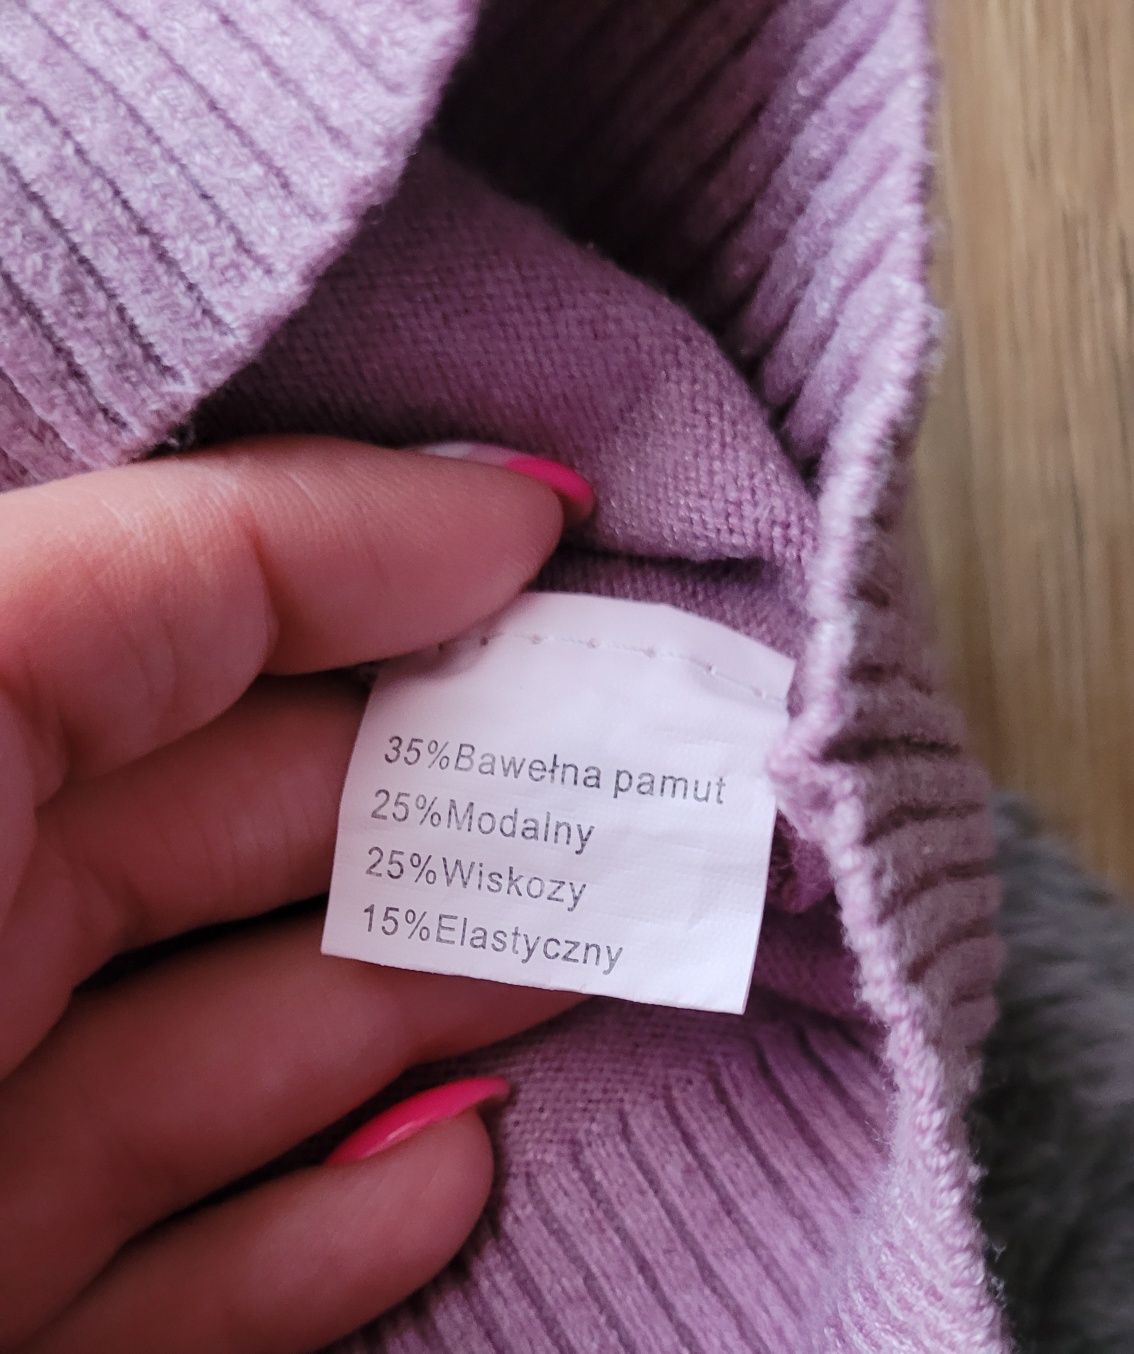 35%Bawełna pamut
25%Modalny
25%Wiskozy
15%Elastyczny